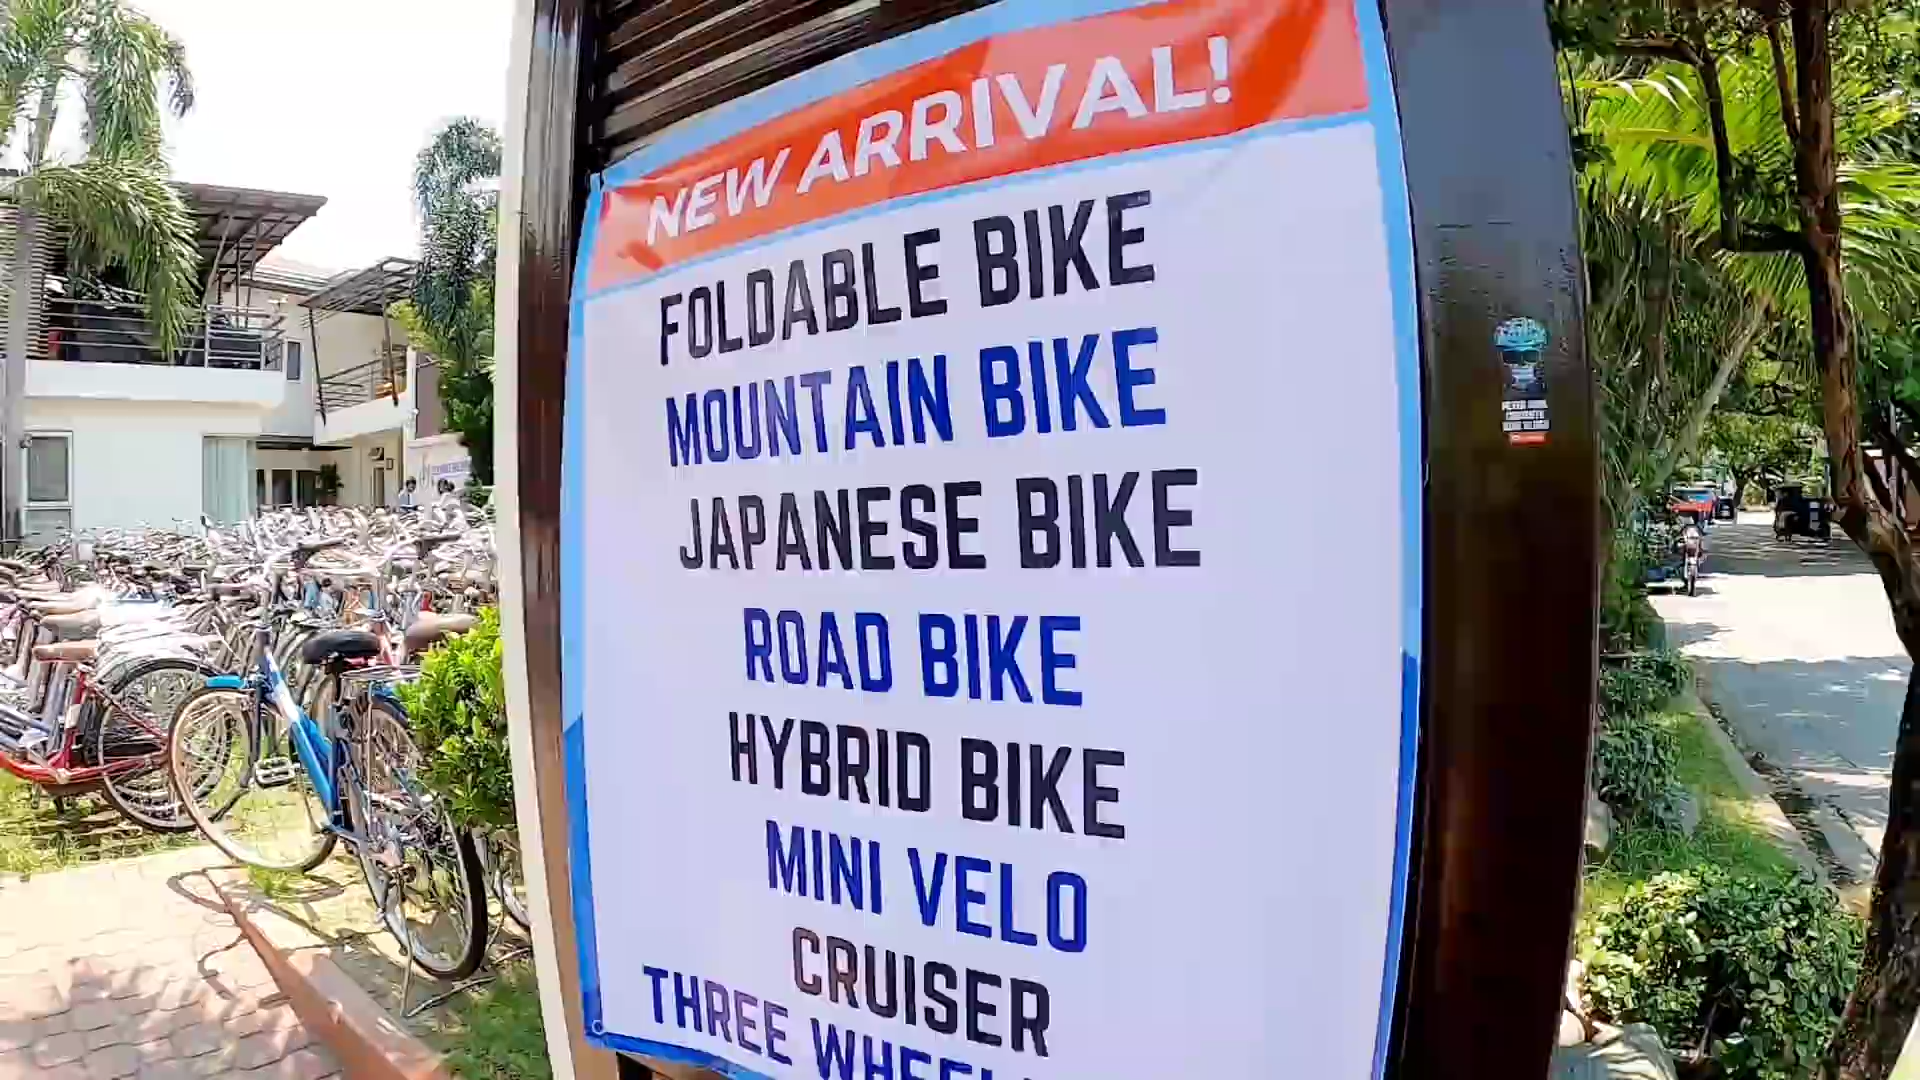 NEW ARRIVAL!
FOLDABLE BIKE
MOUNTAIN BIKE
JAPANESE BIKE
ROAD BIKE
HYBRID BIKE
MINI VELO
CRUISER
THREE